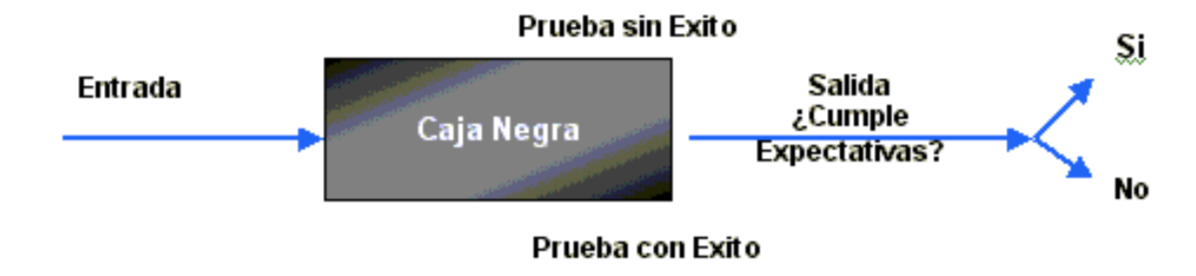 Prueba sin Exito
Si
Entrada
Salida
¿Cumple
Expectativas?
Caja Negra
No
Prueba con Exito